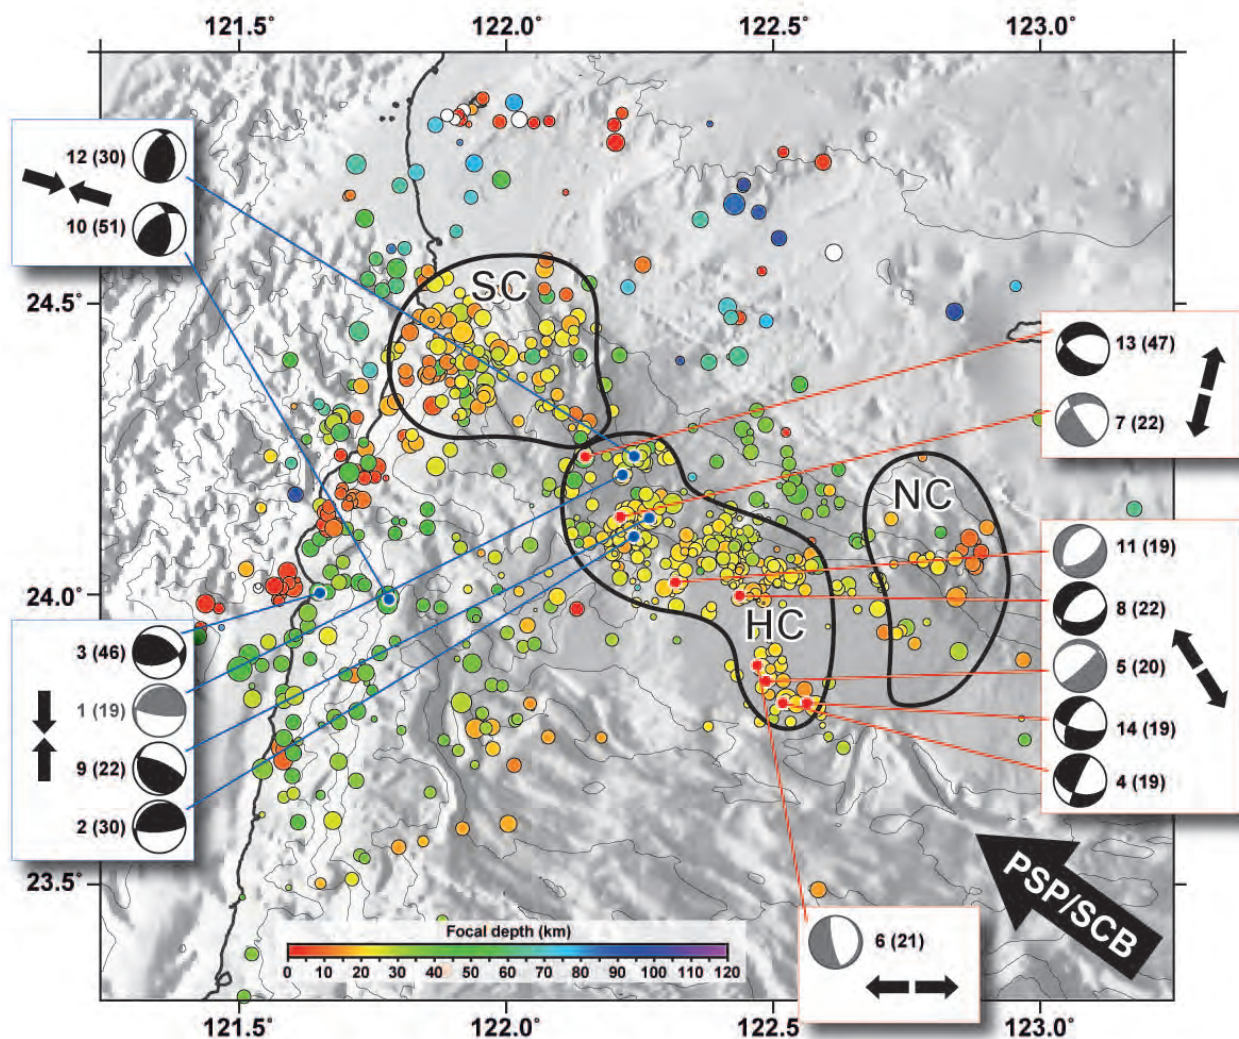 121.5˚ 122.0˚ 122.5˚ 123.0˚
12 (30)
10 (51)
SC
24.5˚
13 (47)
7 (22)
NC
11 (19)
24.0˚
8 (22)
HC
3 (46)
5 (20)
1 (19)
14 (19)
9 (22)
4 (19)
2 (30)
PSP/SCB
23.5˚
Focal depth (km)
0 10 20 30 40 50 60 70 80 90 100 110 120
6 (21)
121.5˚ 122.0˚ 122.5˚ 123.0˚